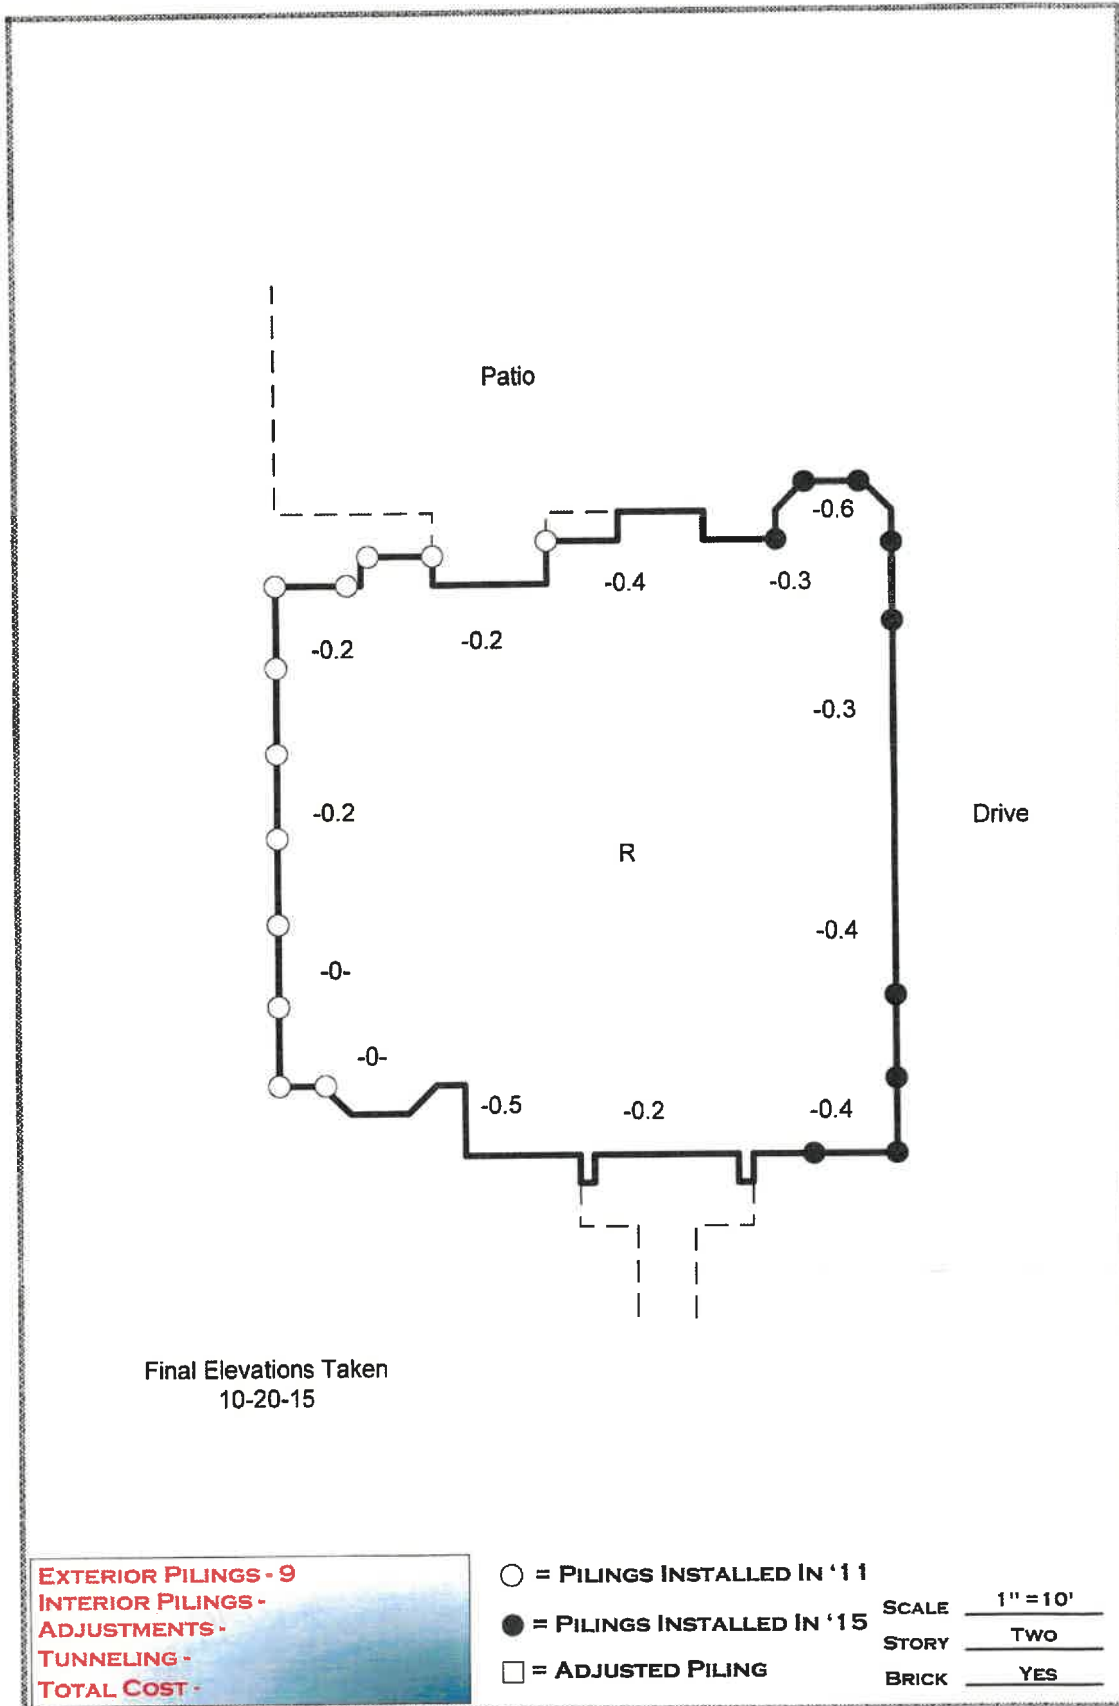 Patio
-0.6
-0.4
-0.3
-0.2
-0.2
-0.3
-0.2
Drive
R
-0.4
-0-
-0-
-0.5
-0.2
-0.4
Final Elevations Taken
10-20-15
EXTERIOR PILINGS - 9
INTERIOR PILINGS -
ADJUSTMENTS -
TUNNELING -
TOTAL COST -
= PILINGS INSTALLED IN '11
= PILINGS INSTALLED IN '15
= ADJUSTED PILING
SCALE 1" =10'
STORY TWO
BRICK YES